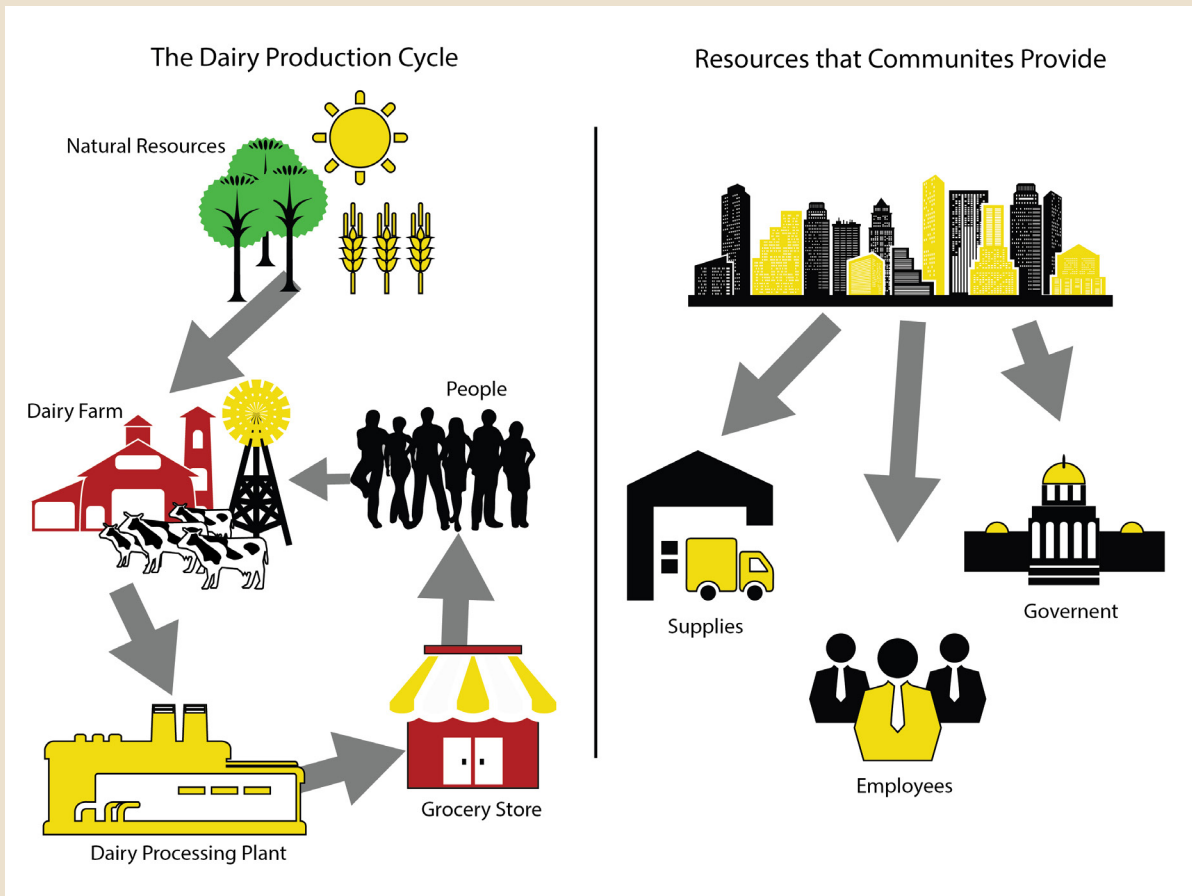 The Dairy Production Cycle
Natural Resources
Dairy Farm
People
Grocery Store
Dairy Processing Plant
Resources that Communites Provide
Supplies
Governent
Employees